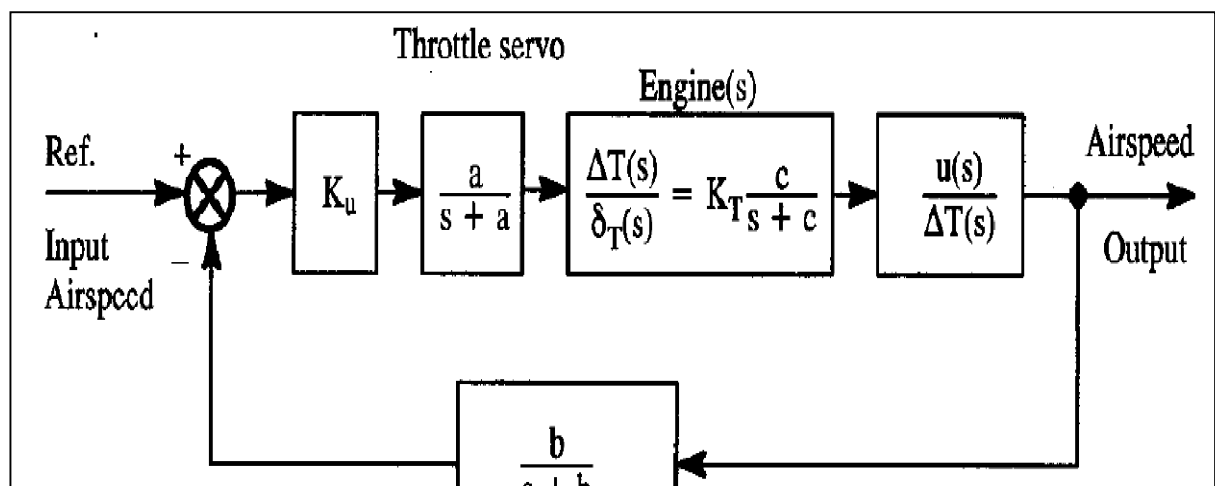 Throttle servo
Engine(s)
Ref.
+
Input
Airspeed
−
K_u
a
s + a
ΔT(s)
δ_T(s)
= K_T
c
s + c
u(s)
ΔT(s)
Airspeed
Output
b